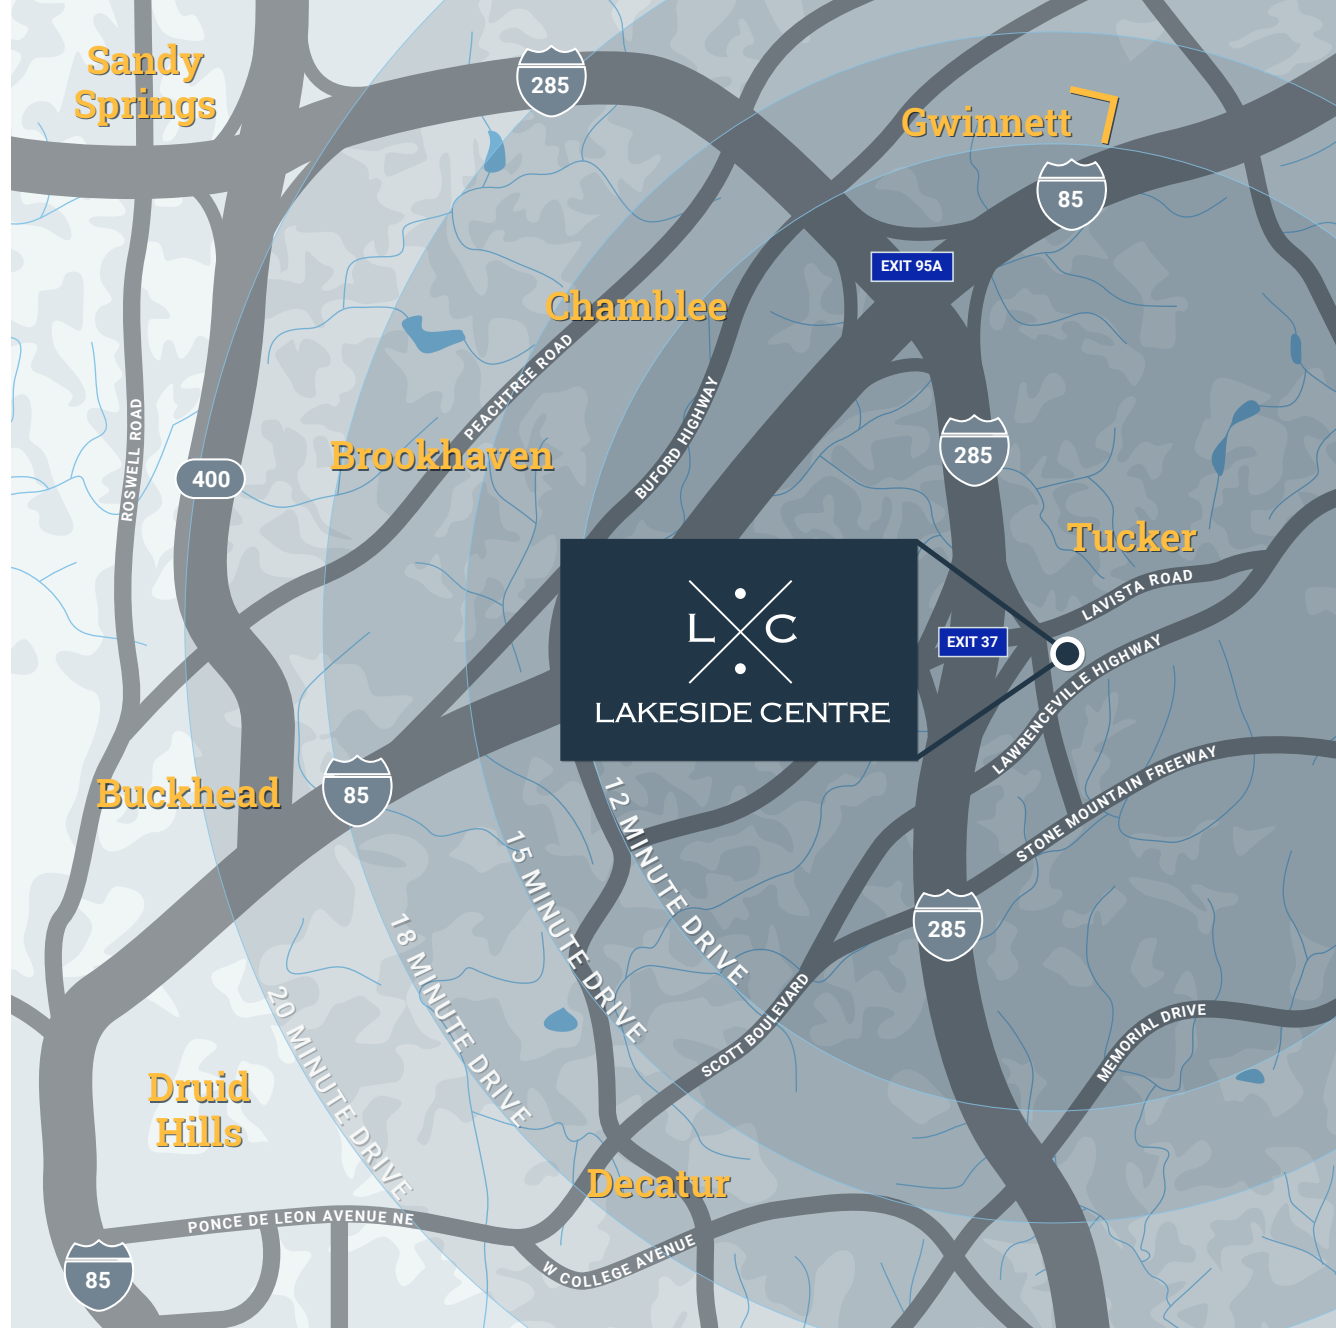 Sandy
Springs
285
Gwinnett
85
EXIT 95A
Chamblee
PEACHTREE ROAD
BUFORD HIGHWAY
ROSWELL ROAD
Brookhaven
400
285
Tucker
LAVISTA ROAD
L C
LAKESIDE CENTRE
EXIT 37
LAWRENCEVILLE HIGHWAY
STONE MOUNTAIN FREEWAY
Buckhead
85
12 MINUTE DRIVE
15 MINUTE DRIVE
18 MINUTE DRIVE
20 MINUTE DRIVE
285
SCOTT BOULEVARD
MEMORIAL DRIVE
Druid
Hills
Decatur
PONCE DE LEON AVENUE NE
W COLLEGE AVENUE
85